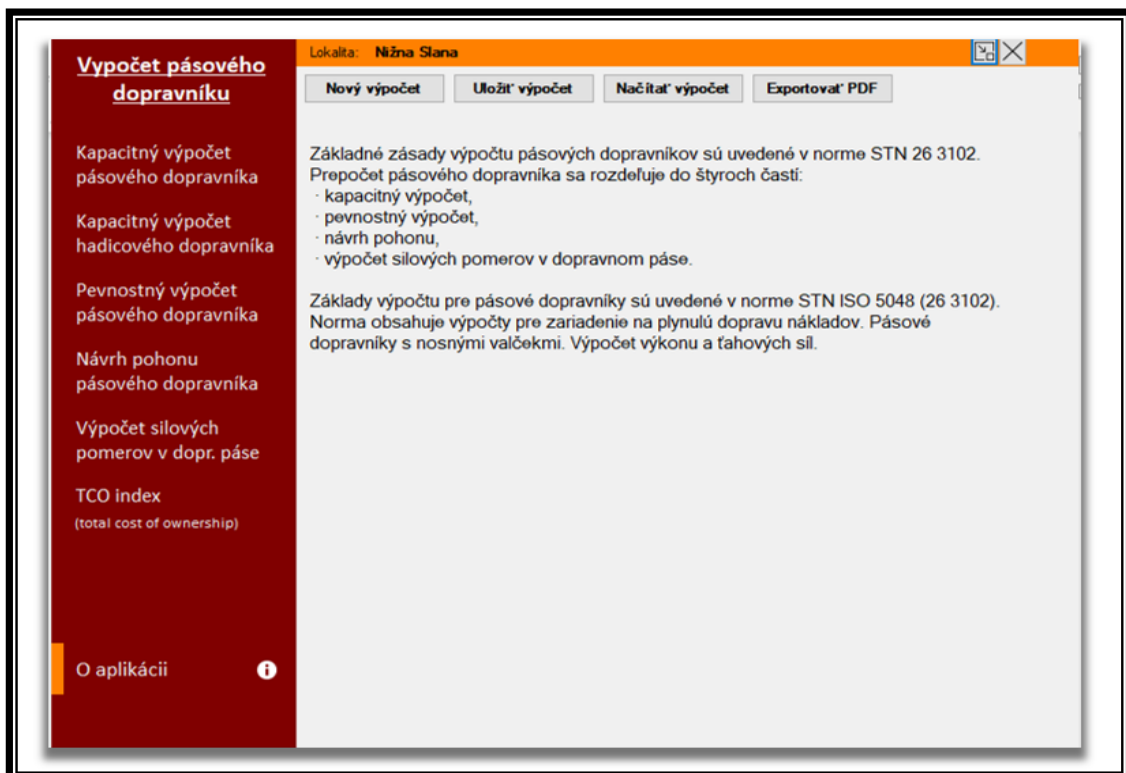 Vypočet pásového
dopravníku
Kapacitný výpočet
pásového dopravníka
Kapacitný výpočet
hadicového dopravníka
Pevnostný výpočet
pásového dopravníka
Návrh pohonu
pásového dopravníka
Výpočet silových
pomerov v dopr. páse
TCO index
(total cost of ownership)
O aplikácii
Lokalita: Nižna Slana
Nový výpočet Uložiť výpočet Načítať výpočet Exportovať PDF
Základné zásady výpočtu pásových dopravníkov sú uvedené v norme STN 26 3102.
Prepočet pásového dopravníka sa rozdeľuje do štyroch častí:
· kapacitný výpočet,
· pevnostný výpočet,
· návrh pohonu,
· výpočet silových pomerov v dopravnom páse.
Základy výpočtu pre pásové dopravníky sú uvedené v norme STN ISO 5048 (26 3102).
Norma obsahuje výpočty pre zariadenie na plynulú dopravu nákladov. Pásové
dopravníky s nosnými valčekmi. Výpočet výkonu a ťahových síl.